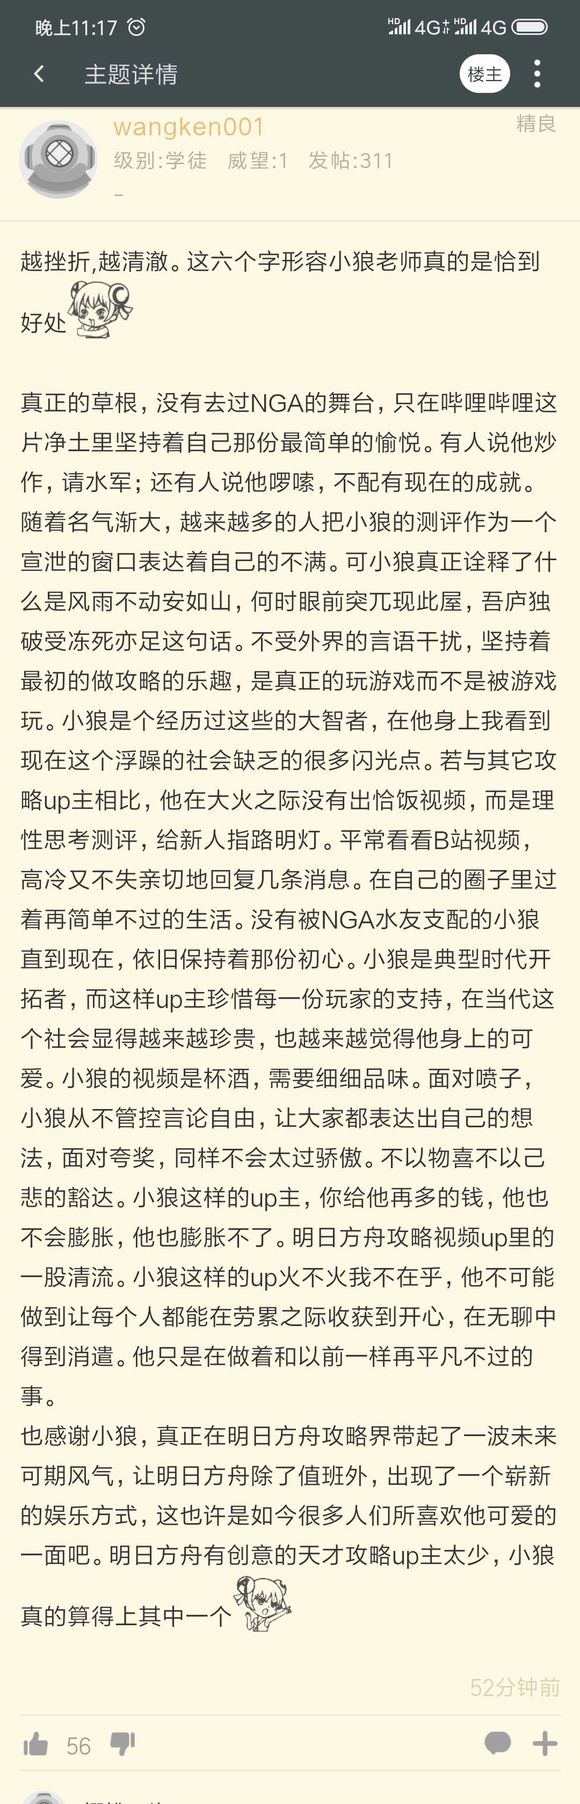 晚上11:17 HD 4G HD 4G
主题详情 楼主
wangken001 精良
级别:学徒 威望:1 发帖:311
-
越挫折,越清澈。这六个字形容小狼老师真的是恰到
好处
真正的草根，没有去过NGA的舞台，只在哔哩哔哩这
片净土里坚持着自己那份最简单的愉悦。有人说他炒
作，请水军；还有人说他啰嗦，不配有现在的成就。
随着名气渐大，越来越多的人把小狼的测评作为一个
宣泄的窗口表达着自己的不满。可小狼真正诠释了什
么是风雨不动安如山，何时眼前突兀现此屋，吾庐独
破受冻死亦足这句话。不受外界的言语干扰，坚持着
最初的做攻略的乐趣，是真正的玩游戏而不是被游戏
玩。小狼是个经历过这些的大智者，在他身上我看到
现在这个浮躁的社会缺乏的很多闪光点。若与其它攻
略up主相比，他在大火之际没有出恰饭视频，而是理
性思考测评，给新人指路明灯。平常看看B站视频，
高冷又不失亲切地回复几条消息。在自己的圈子里过
着再简单不过的生活。没有被NGA水友支配的小狼
直到现在，依旧保持着那份初心。小狼是典型时代开
拓者，而这样up主珍惜每一份玩家的支持，在当代这
个社会显得越来越珍贵，也越来越觉得他身上的可
爱。小狼的视频是杯酒，需要细细品味。面对喷子，
小狼从不管控言论自由，让大家都表达出自己的想
法，面对夸奖，同样不会太过骄傲。不以物喜不以己
悲的豁达。小狼这样的up主，你给他再多的钱，他也
不会膨胀，他也膨胀不了。明日方舟攻略视频up里的
一股清流。小狼这样的up火不火我不在乎，他不可能
做到让每个人都能在劳累之际收获到开心，在无聊中
得到消遣。他只是在做着和以前一样再平凡不过的
事。
也感谢小狼，真正在明日方舟攻略界带起了一波未来
可期风气，让明日方舟除了值班外，出现了一个崭新
的娱乐方式，这也许是如今很多人们所喜欢他可爱的
一面吧。明日方舟有创意的天才攻略up主太少，小狼
真的算得上其中一个
52分钟前
56